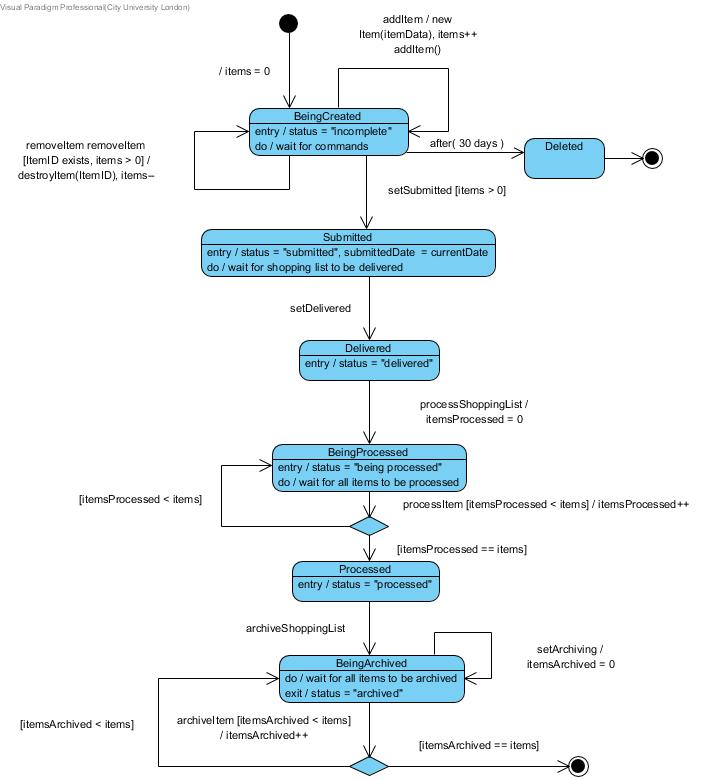 Visual Paradigm Professional(City University London)
addItem / new
Item(itemData), items++
addItem()
/ items = 0
BeingCreated
entry / status = "incomplete"
do / wait for commands
removeItem removeItem
[ItemID exists, items > 0] /
destroyItem(ItemID), items--
after( 30 days )
Deleted
setSubmitted [items > 0]
Submitted
entry / status = "submitted", submittedDate = currentDate
do / wait for shopping list to be delivered
setDelivered
Delivered
entry / status = "delivered"
processShoppingList /
itemsProcessed = 0
BeingProcessed
entry / status = "being processed"
do / wait for all items to be processed
[itemsProcessed < items]
processItem [itemsProcessed < items] / itemsProcessed++
[itemsProcessed == items]
Processed
entry / status = "processed"
archiveShoppingList
BeingArchived
do / wait for all items to be archived
exit / status = "archived"
setArchiving /
itemsArchived = 0
[itemsArchived < items]
archiveItem [itemsArchived < items]
/ itemsArchived++
[itemsArchived == items]